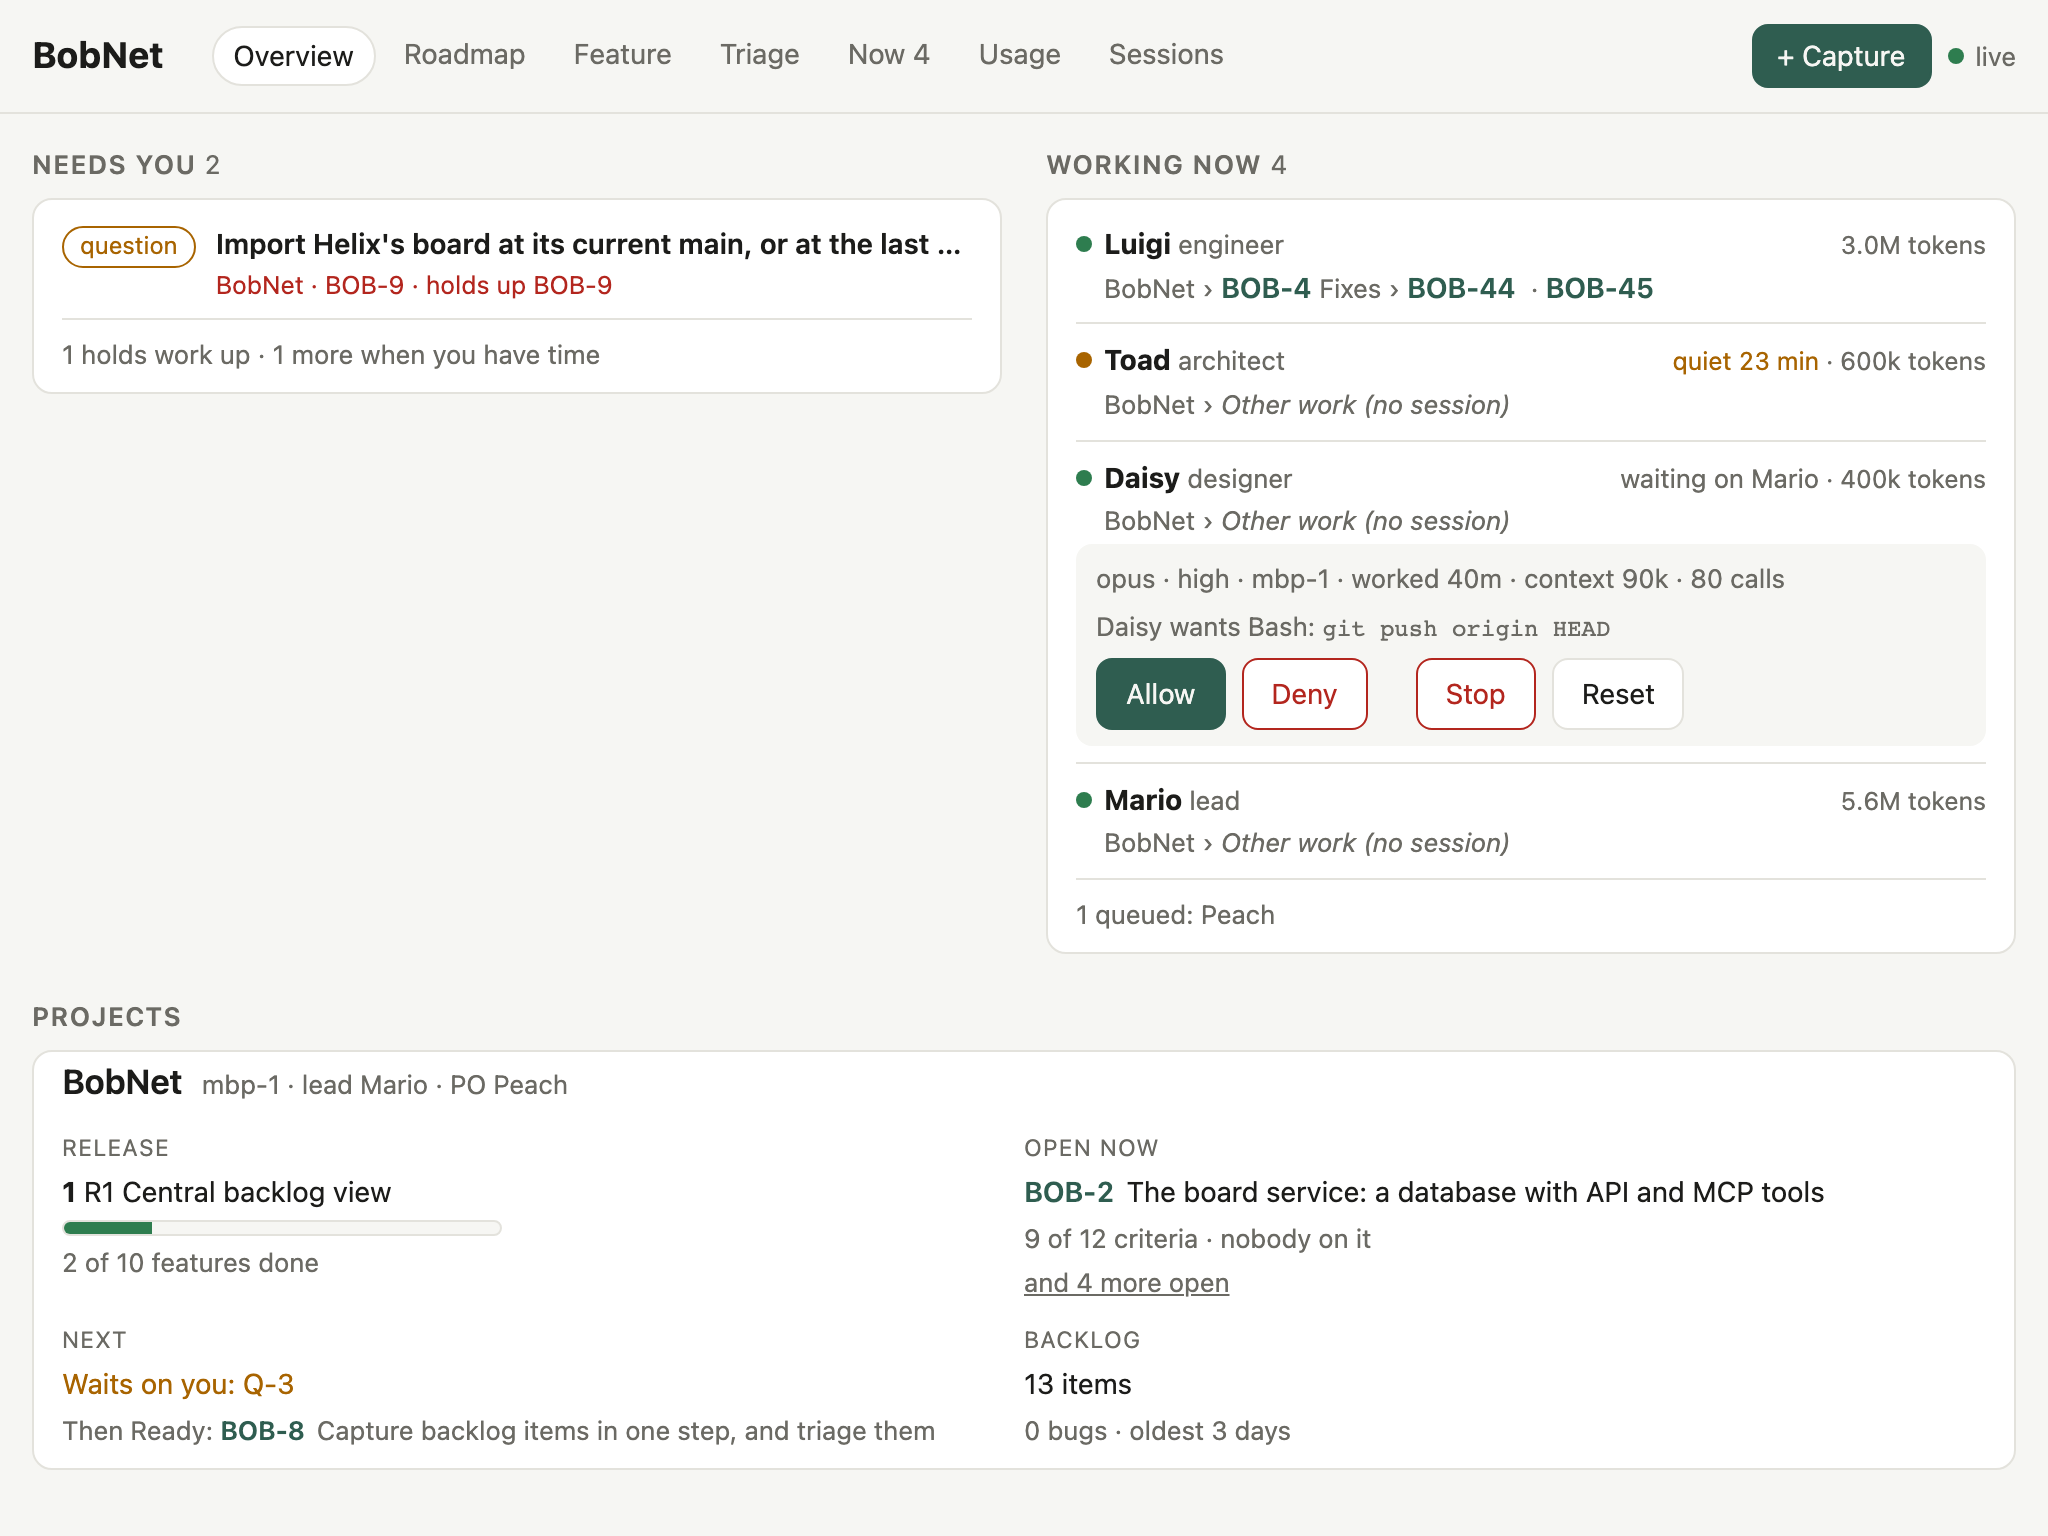 BobNet Overview Roadmap Feature Triage Now 4 Usage Sessions + Capture live
NEEDS YOU 2
question Import Helix's board at its current main, or at the last ...
BobNet · BOB-9 · holds up BOB-9
1 holds work up · 1 more when you have time
WORKING NOW 4
Luigi engineer 3.0M tokens
BobNet › BOB-4 Fixes › BOB-44 · BOB-45
Toad architect quiet 23 min · 600k tokens
BobNet › Other work (no session)
Daisy designer waiting on Mario · 400k tokens
BobNet › Other work (no session)
opus · high · mbp-1 · worked 40m · context 90k · 80 calls
Daisy wants Bash: git push origin HEAD
Allow Deny Stop Reset
Mario lead 5.6M tokens
BobNet › Other work (no session)
1 queued: Peach
PROJECTS
BobNet mbp-1 · lead Mario · PO Peach
RELEASE
1 R1 Central backlog view
2 of 10 features done
OPEN NOW
BOB-2 The board service: a database with API and MCP tools
9 of 12 criteria · nobody on it
and 4 more open
NEXT
Waits on you: Q-3
Then Ready: BOB-8 Capture backlog items in one step, and triage them
BACKLOG
13 items
0 bugs · oldest 3 days